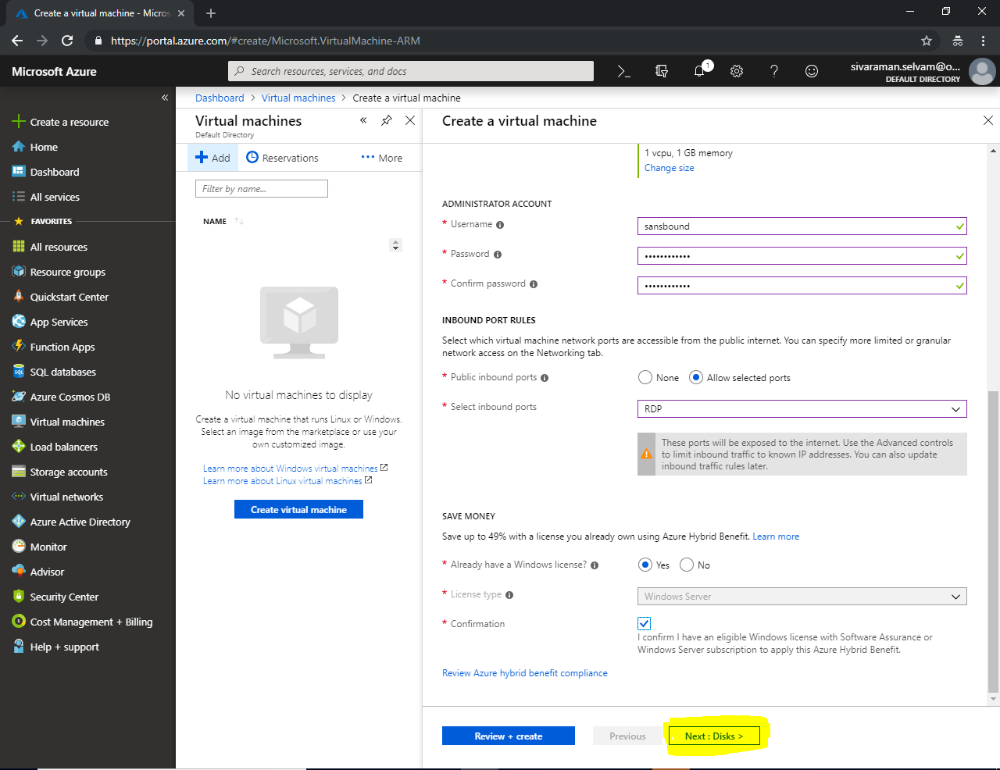 Create a virtual machine - Micros
https://portal.azure.com/#create/Microsoft.VirtualMachine-ARM
Microsoft Azure
Search resources, services, and docs
1
sivaraman.selvam@o...
DEFAULT DIRECTORY
Create a resource
Home
Dashboard
All services
FAVORITES
All resources
Resource groups
Quickstart Center
App Services
Function Apps
SQL databases
Azure Cosmos DB
Virtual machines
Load balancers
Storage accounts
Virtual networks
Azure Active Directory
Monitor
Advisor
Security Center
Cost Management + Billing
Help + support
Dashboard > Virtual machines > Create a virtual machine
Virtual machines
Default Directory
Add
Reservations
More
Filter by name...
NAME
No virtual machines to display
Create a virtual machine that runs Linux or Windows.
Select an image from the marketplace or use your
own customized image.
Learn more about Windows virtual machines
Learn more about Linux virtual machines
Create virtual machine
Create a virtual machine
1 vcpu, 1 GB memory
Change size
ADMINISTRATOR ACCOUNT
* Username
sansbound
* Password
••••••••••••
* Confirm password
••••••••••••
INBOUND PORT RULES
Select which virtual machine network ports are accessible from the public internet. You can specify more limited or granular
network access on the Networking tab.
* Public inbound ports
None
Allow selected ports
* Select inbound ports
RDP
These ports will be exposed to the internet. Use the Advanced controls
to limit inbound traffic to known IP addresses. You can also update
inbound traffic rules later.
SAVE MONEY
Save up to 49% with a license you already own using Azure Hybrid Benefit. Learn more
* Already have a Windows license?
Yes
No
* License type
Windows Server
* Confirmation
I confirm I have an eligible Windows license with Software Assurance or
Windows Server subscription to apply this Azure Hybrid Benefit.
Review Azure hybrid benefit compliance
Review + create
Previous
Next : Disks >